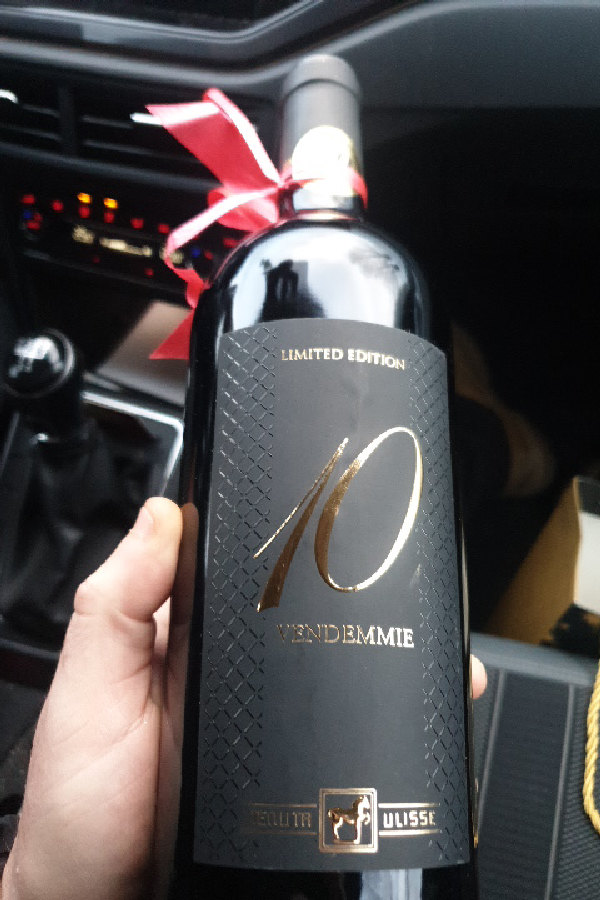 LIMITED EDITION
10
VENDEMMIE
TENUTA ULISSE